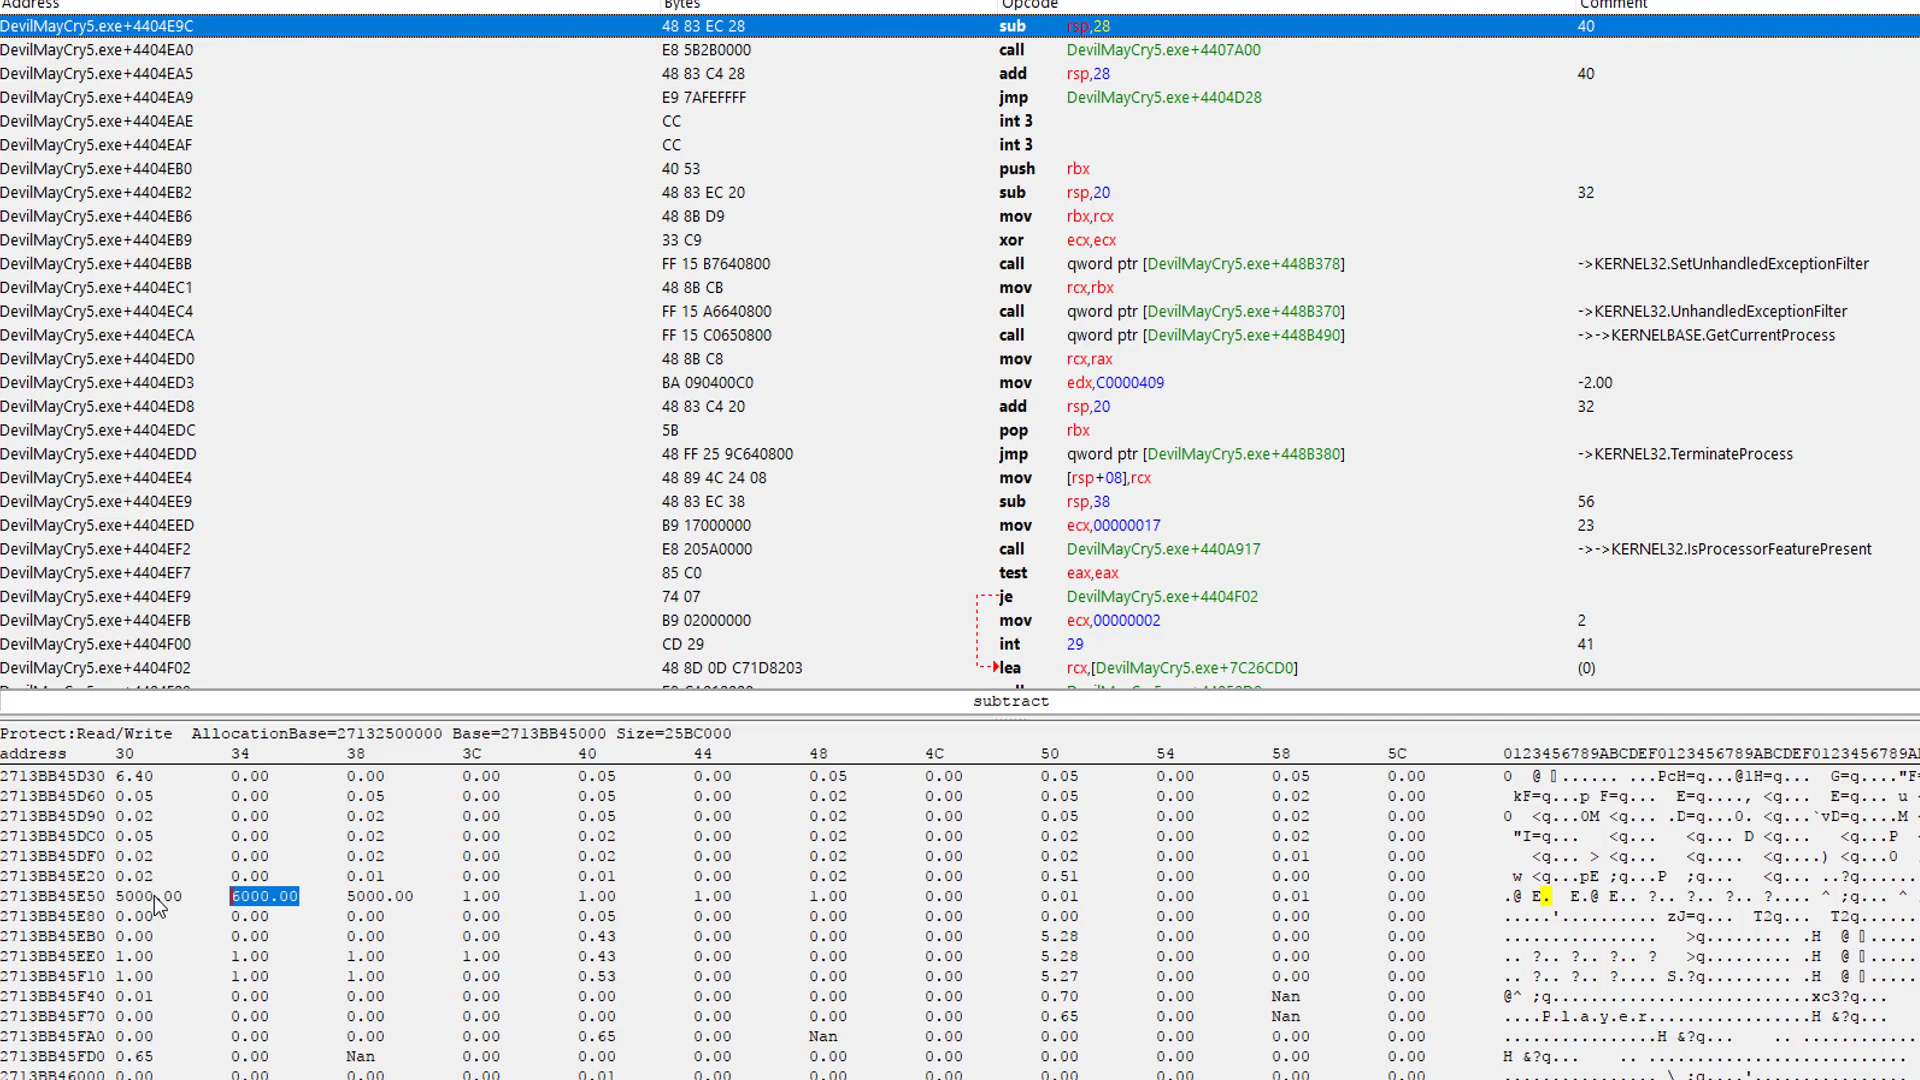 Address Bytes Opcode Comment
DevilMayCry5.exe+4404E9C 48 83 EC 28 sub rsp,28 40
DevilMayCry5.exe+4404EA0 E8 5B2B0000 call DevilMayCry5.exe+4407A00
DevilMayCry5.exe+4404EA5 48 83 C4 28 add rsp,28 40
DevilMayCry5.exe+4404EA9 E9 7AFEFFFF jmp DevilMayCry5.exe+4404D28
DevilMayCry5.exe+4404EAE CC int 3
DevilMayCry5.exe+4404EAF CC int 3
DevilMayCry5.exe+4404EB0 40 53 push rbx
DevilMayCry5.exe+4404EB2 48 83 EC 20 sub rsp,20 32
DevilMayCry5.exe+4404EB6 48 8B D9 mov rbx,rcx
DevilMayCry5.exe+4404EB9 33 C9 xor ecx,ecx
DevilMayCry5.exe+4404EBB FF 15 B7640800 call qword ptr [DevilMayCry5.exe+448B378] ->KERNEL32.SetUnhandledExceptionFilter
DevilMayCry5.exe+4404EC1 48 8B CB mov rcx,rbx
DevilMayCry5.exe+4404EC4 FF 15 A6640800 call qword ptr [DevilMayCry5.exe+448B370] ->KERNEL32.UnhandledExceptionFilter
DevilMayCry5.exe+4404ECA FF 15 C0650800 call qword ptr [DevilMayCry5.exe+448B490] ->->KERNELBASE.GetCurrentProcess
DevilMayCry5.exe+4404ED0 48 8B C8 mov rcx,rax
DevilMayCry5.exe+4404ED3 BA 090400C0 mov edx,C0000409 -2.00
DevilMayCry5.exe+4404ED8 48 83 C4 20 add rsp,20 32
DevilMayCry5.exe+4404EDC 5B pop rbx
DevilMayCry5.exe+4404EDD 48 FF 25 9C640800 jmp qword ptr [DevilMayCry5.exe+448B380] ->KERNEL32.TerminateProcess
DevilMayCry5.exe+4404EE4 48 89 4C 24 08 mov [rsp+08],rcx
DevilMayCry5.exe+4404EE9 48 83 EC 38 sub rsp,38 56
DevilMayCry5.exe+4404EED B9 17000000 mov ecx,00000017 23
DevilMayCry5.exe+4404EF2 E8 205A0000 call DevilMayCry5.exe+440A917 ->->KERNEL32.IsProcessorFeaturePresent
DevilMayCry5.exe+4404EF7 85 C0 test eax,eax
DevilMayCry5.exe+4404EF9 74 07 je DevilMayCry5.exe+4404F02
DevilMayCry5.exe+4404EFB B9 02000000 mov ecx,00000002 2
DevilMayCry5.exe+4404F00 CD 29 int 29 41
DevilMayCry5.exe+4404F02 48 8D 0D C71D8203 lea rcx,[DevilMayCry5.exe+7C26CD0] (0)
subtract
Protect:Read/Write AllocationBase=27132500000 Base=2713BB45000 Size=25BC000
address 30 34 38 3C 40 44 48 4C 50 54 58 5C 0123456789ABCDEF0123456789ABCDEF0123456789A
2713BB45D30 6.40 0.00 0.00 0.00 0.05 0.00 0.05 0.00 0.05 0.00 0.05 0.00
2713BB45D60 0.05 0.00 0.05 0.00 0.05 0.00 0.02 0.00 0.05 0.00 0.02 0.00
2713BB45D90 0.02 0.00 0.02 0.00 0.02 0.00 0.02 0.00 0.05 0.00 0.02 0.00
2713BB45DC0 0.05 0.00 0.02 0.00 0.02 0.00 0.02 0.00 0.02 0.00 0.02 0.00
2713BB45DF0 0.02 0.00 0.02 0.00 0.02 0.00 0.02 0.00 0.02 0.00 0.01 0.00
2713BB45E20 0.02 0.00 0.01 0.00 0.01 0.00 0.02 0.00 0.51 0.00 0.00 0.00
2713BB45E50 5000.00 6000.00 5000.00 1.00 1.00 1.00 1.00 0.00 0.01 0.00 0.01 0.00
2713BB45E80 0.00 0.00 0.00 0.00 0.05 0.00 0.00 0.00 0.00 0.00 0.00 0.00
2713BB45EB0 0.00 0.00 0.00 0.00 0.43 0.00 0.00 0.00 5.28 0.00 0.00 0.00
2713BB45EE0 1.00 1.00 1.00 1.00 0.43 0.00 0.00 0.00 5.28 0.00 0.00 0.00
2713BB45F10 1.00 1.00 1.00 0.00 0.53 0.00 0.00 0.00 5.27 0.00 0.00 0.00
2713BB45F40 0.01 0.00 0.00 0.00 0.00 0.00 0.00 0.00 0.70 0.00 Nan 0.00
2713BB45F70 0.00 0.00 0.00 0.00 0.00 0.00 0.00 0.00 0.65 0.00 Nan 0.00 ....P.l.a.y.e.r
2713BB45FA0 0.00 0.00 0.00 0.00 0.65 0.00 Nan 0.00 0.00 0.00 0.00 0.00
2713BB45FD0 0.65 0.00 Nan 0.00 0.00 0.00 0.00 0.00 0.00 0.00 0.00 0.00
2713BB46000 0.00 0.00 0.00 0.00 0.01 0.00 0.00 0.00 0.00 0.00 0.00 0.00